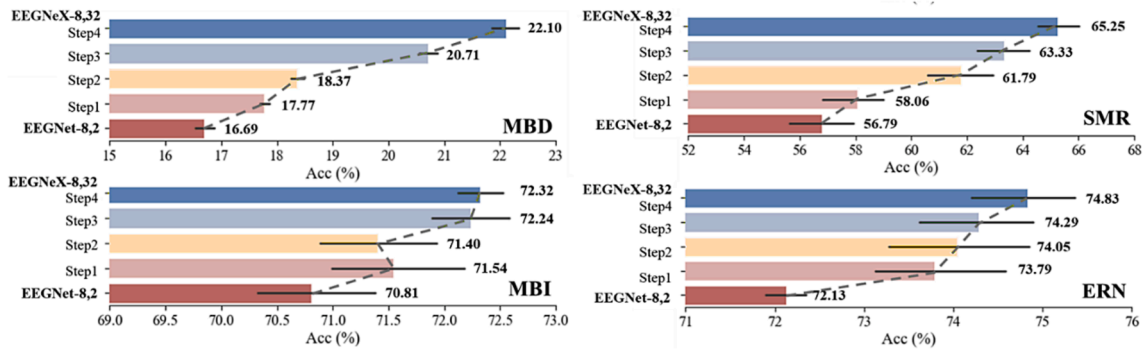 EEGNeX-8,32
Step4
22.10
Step3
20.71
Step2
18.37
Step1
17.77
EEGNet-8,2
16.69
MBD
15 16 17 18 19 20 21 22 23
Acc (%)
EEGNeX-8,32
Step4
65.25
Step3
63.33
Step2
61.79
Step1
58.06
EEGNet-8,2
56.79
SMR
52 54 56 58 60 62 64 66 68
Acc (%)
EEGNeX-8,32
Step4
72.32
Step3
72.24
Step2
71.40
Step1
71.54
EEGNet-8,2
70.81
MBI
69.0 69.5 70.0 70.5 71.0 71.5 72.0 72.5 73.0
Acc (%)
EEGNeX-8,32
Step4
74.83
Step3
74.29
Step2
74.05
Step1
73.79
EEGNet-8,2
72.13
ERN
71 72 73 74 75 76
Acc (%)